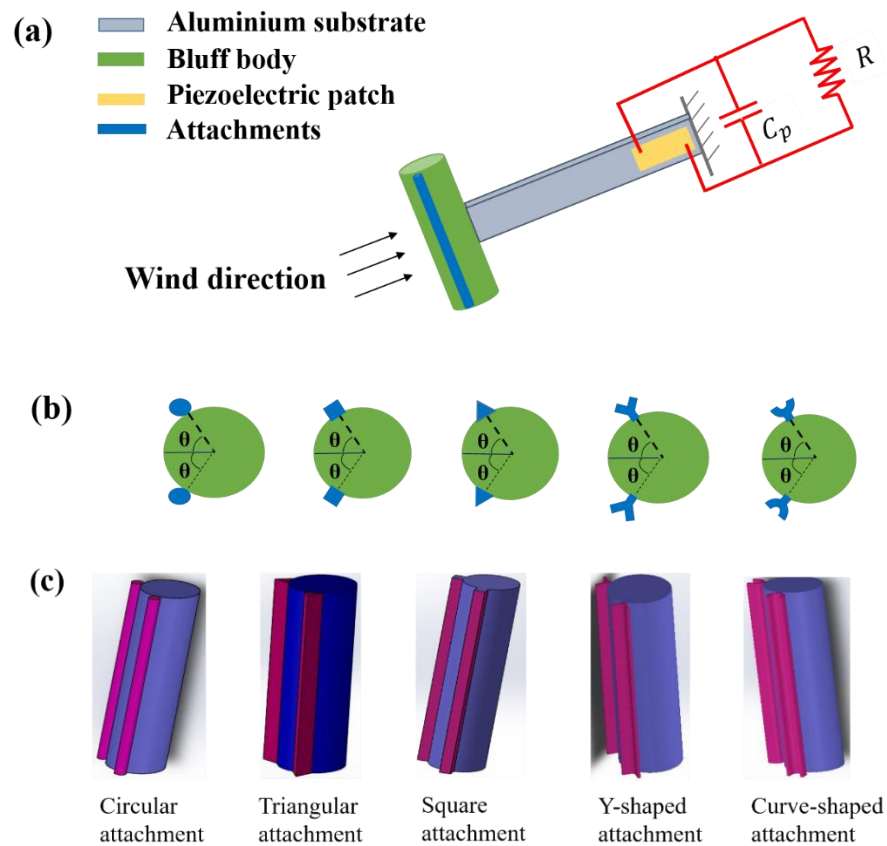 (a)
Aluminium substrate
Bluff body
Piezoelectric patch
Attachments
R
C_p
Wind direction
(b)
θ θ θ θ θ
θ θ θ θ θ
(c)
Circular attachment
Triangular attachment
Square attachment
Y-shaped attachment
Curve-shaped attachment